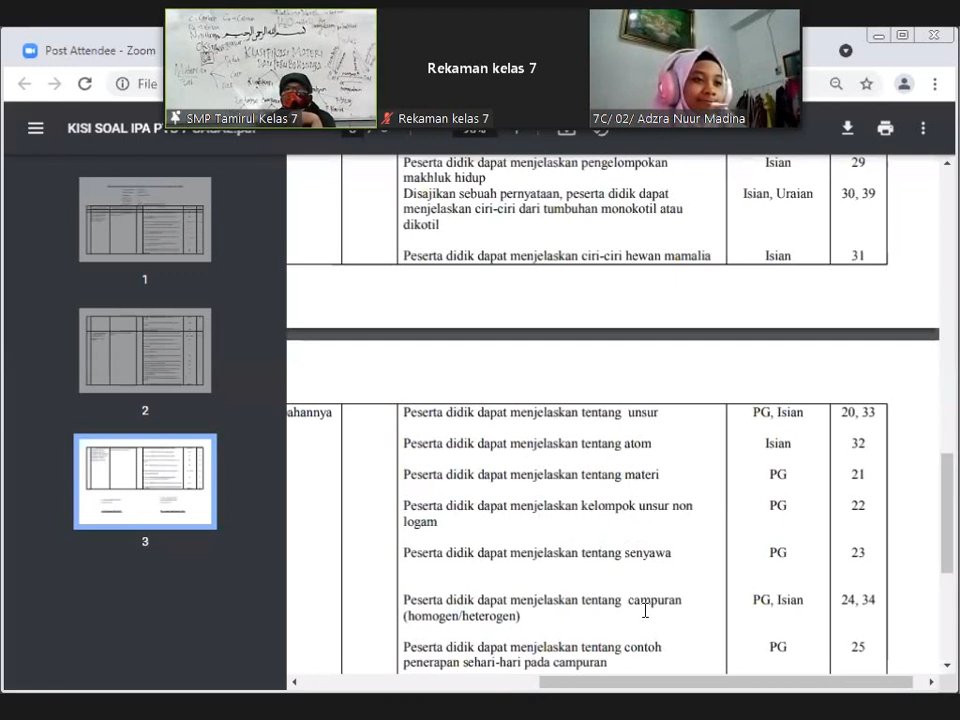 Post Attendee - Zoom
File
SMP Tamirul Kelas 7
Rekaman kelas 7
Rekaman kelas 7
7C/ 02/ Adzra Nuur Madina
Peserta didik dapat menjelaskan pengelompokan Isian 29
makhluk hidup
Disajikan sebuah pernyataan, peserta didik dapat Isian, Uraian 30, 39
menjelaskan ciri-ciri dari tumbuhan monokotil atau
dikotil
Peserta didik dapat menjelaskan ciri-ciri hewan mamalia Isian 31
1
2
3
ahannya Peserta didik dapat menjelaskan tentang unsur PG, Isian 20, 33
Peserta didik dapat menjelaskan tentang atom Isian 32
Peserta didik dapat menjelaskan tentang materi PG 21
Peserta didik dapat menjelaskan kelompok unsur non PG 22
logam
Peserta didik dapat menjelaskan tentang senyawa PG 23
Peserta didik dapat menjelaskan tentang campuran PG, Isian 24, 34
(homogen/heterogen)
Peserta didik dapat menjelaskan tentang contoh PG 25
penerapan sehari-hari pada campuran